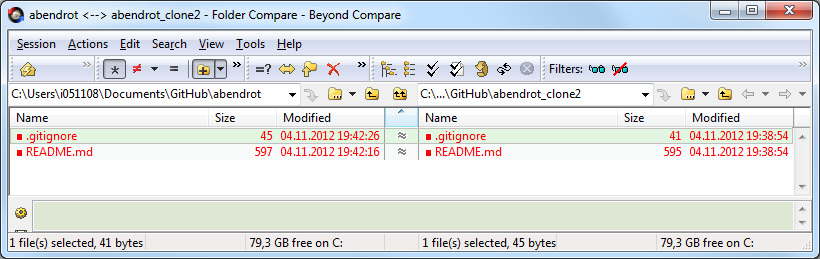 abendrot <--> abendrot_clone2 - Folder Compare - Beyond Compare
Session Actions Edit Search View Tools Help
* ≠ = =? Filters:
C:\Users\i051108\Documents\GitHub\abendrot C:\...\GitHub\abendrot_clone2
Name Size Modified Name Size Modified
.gitignore 45 04.11.2012 19:42:26 ≈ .gitignore 41 04.11.2012 19:38:54
README.md 597 04.11.2012 19:42:16 ≈ README.md 595 04.11.2012 19:38:54
1 file(s) selected, 41 bytes 79,3 GB free on C: 1 file(s) selected, 45 bytes 79,3 GB free on C: